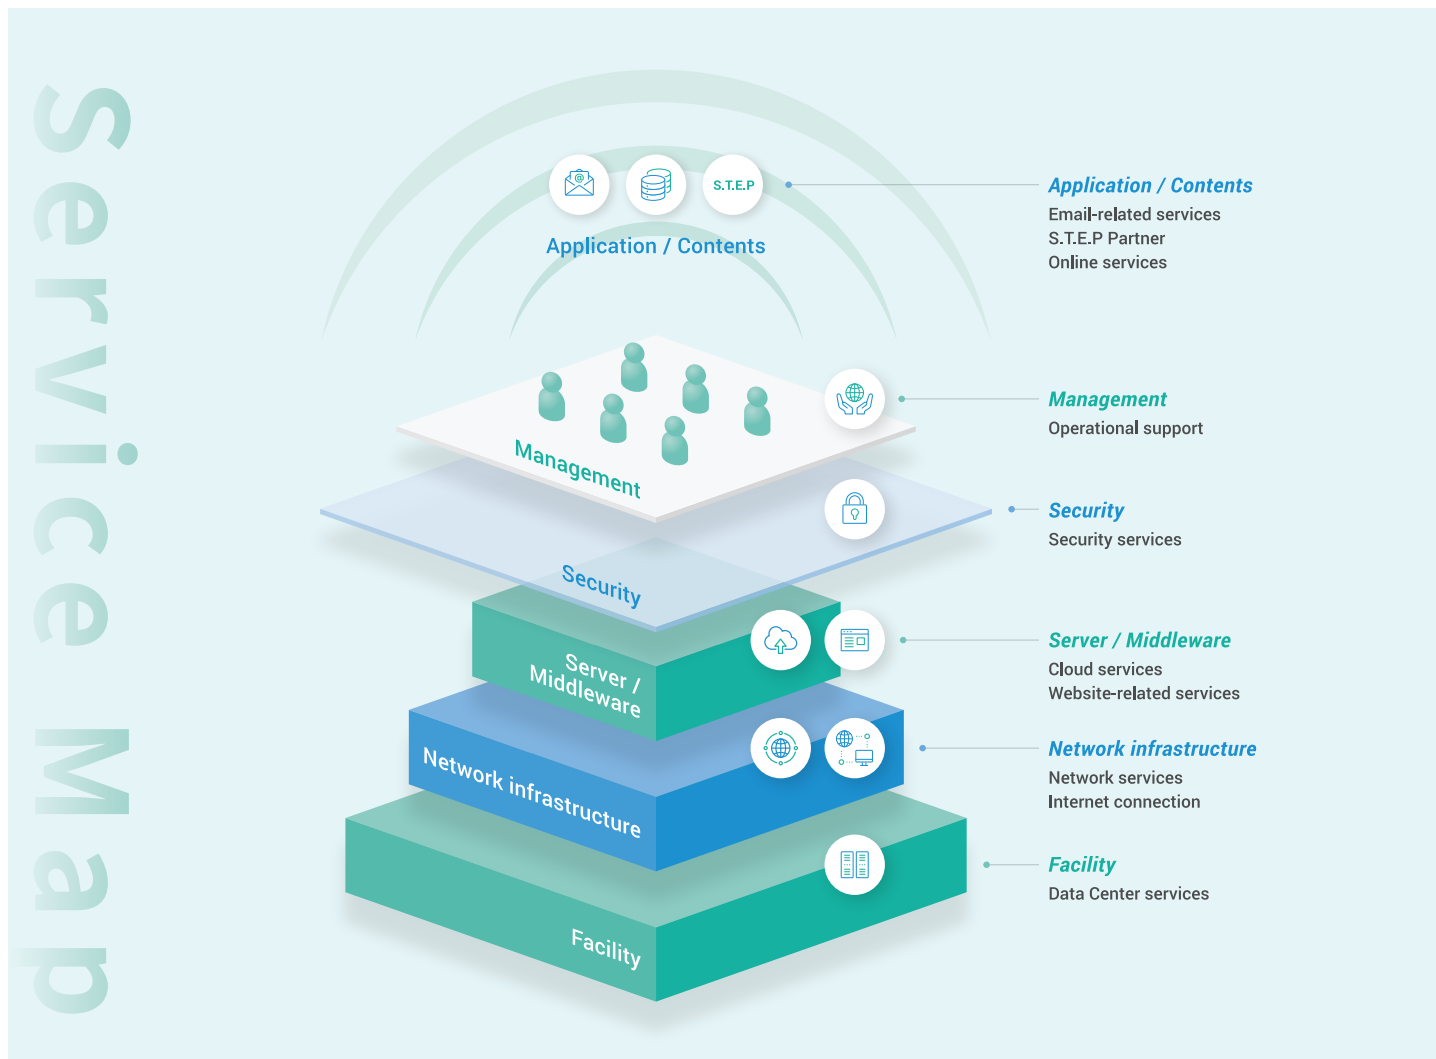 Service Map
S.T.E.P
Application / Contents
Application / Contents
Email-related services
S.T.E.P Partner
Online services
Management
Management
Operational support
Security
Security
Security services
Server /
Middleware
Server / Middleware
Cloud services
Website-related services
Network infrastructure
Network infrastructure
Network services
Internet connection
Facility
Facility
Data Center services